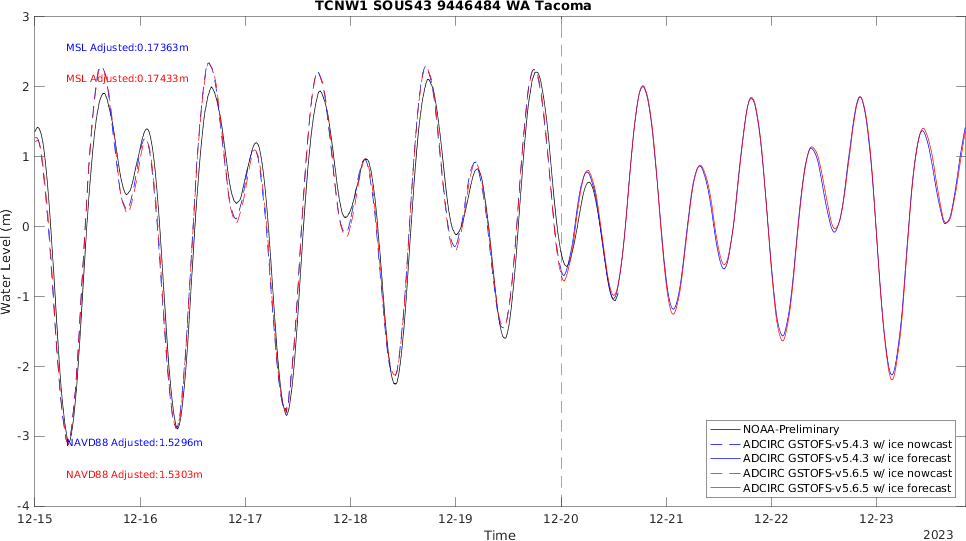 TCNW1 SOUS43 9446484 WA Tacoma
3
MSL Adjusted:0.17363m
MSL Adjusted:0.17433m
2
1
0
-1
-2
-3
-4
Water Level (m)
NAVD88 Adjusted:1.5296m
NAVD88 Adjusted:1.5303m
NOAA-Preliminary
ADCIRC GSTOFS-v5.4.3 w/ ice nowcast
ADCIRC GSTOFS-v5.4.3 w/ ice forecast
ADCIRC GSTOFS-v5.6.5 w/ ice nowcast
ADCIRC GSTOFS-v5.6.5 w/ ice forecast
12-15 12-16 12-17 12-18 12-19 12-20 12-21 12-22 12-23
Time
2023